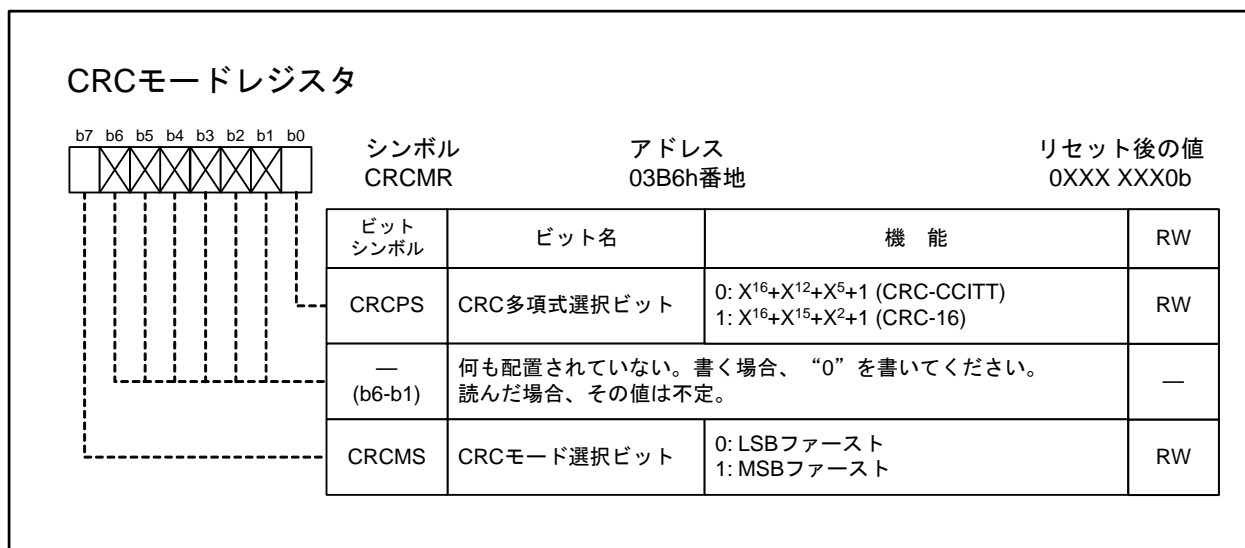 CRCモードレジスタ
b7 b6 b5 b4 b3 b2 b1 b0
シンボル アドレス リセット後の値
CRCMR 03B6h番地 0XXX XXX0b
ビット
シンボル
ビット名
機 能
RW
CRCPS
CRC多項式選択ビット
0: X¹⁶+X¹²+X⁵+1 (CRC-CCITT)
1: X¹⁶+X¹⁵+X²+1 (CRC-16)
RW
—
(b6-b1)
何も配置されていない。書く場合、“0”を書いてください。
読んだ場合、その値は不定。
—
CRCMS
CRCモード選択ビット
0: LSBファースト
1: MSBファースト
RW